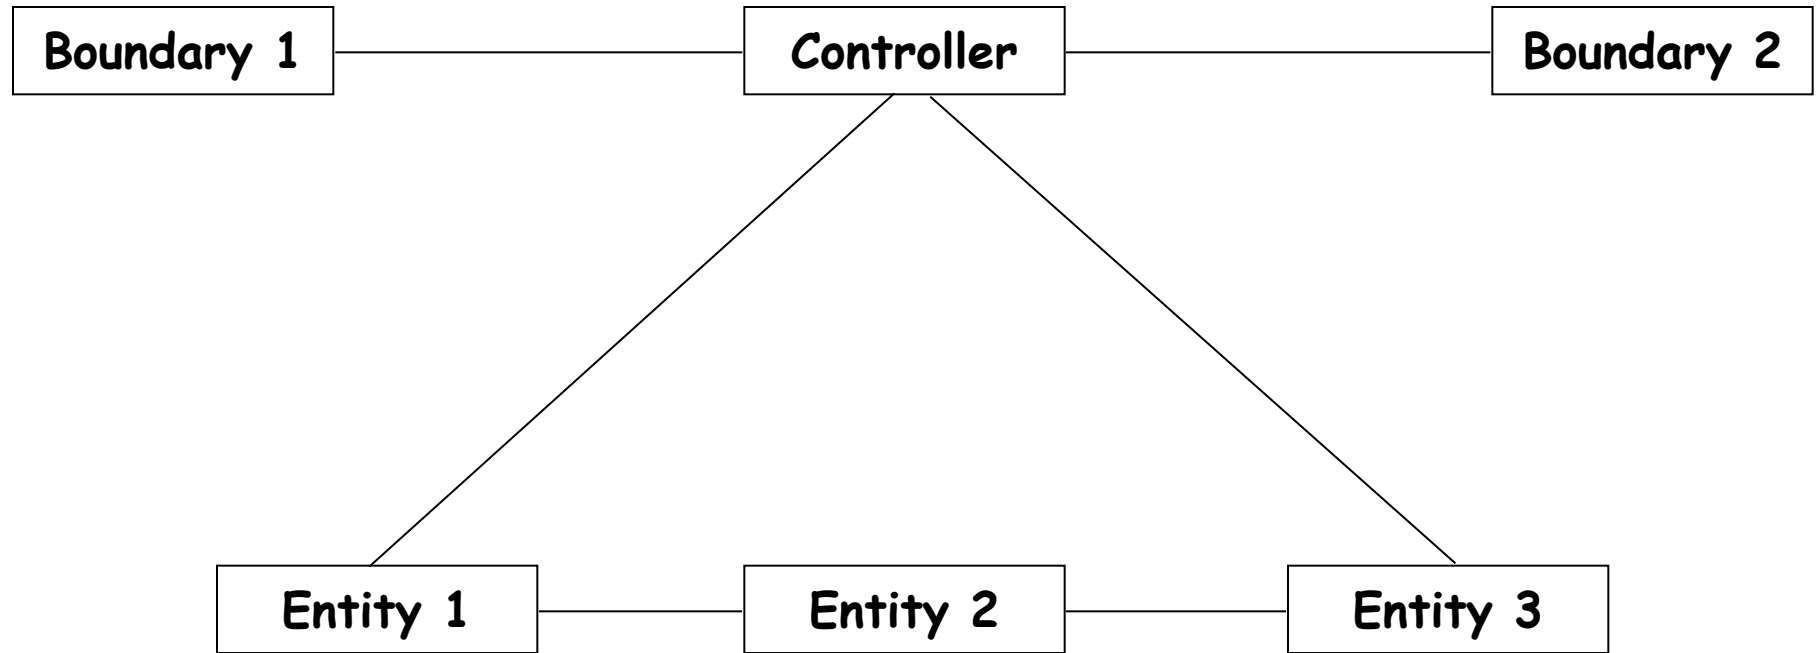 Boundary 1
Controller
Boundary 2
Entity 1
Entity 2
Entity 3